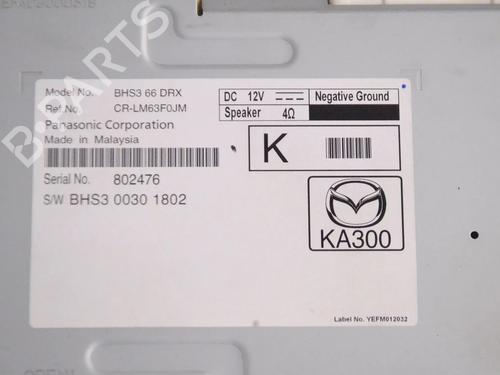 Model No. BHS3 66 DRX
Ref.No. CR-LM63F0JM
Panasonic Corporation
Made in Malaysia
Serial No. 802476
S/W BHS3 0030 1802
DC 12V Negative Ground
Speaker 4Ω
K
KA300
Label No. YEFM012032
B-PARTS